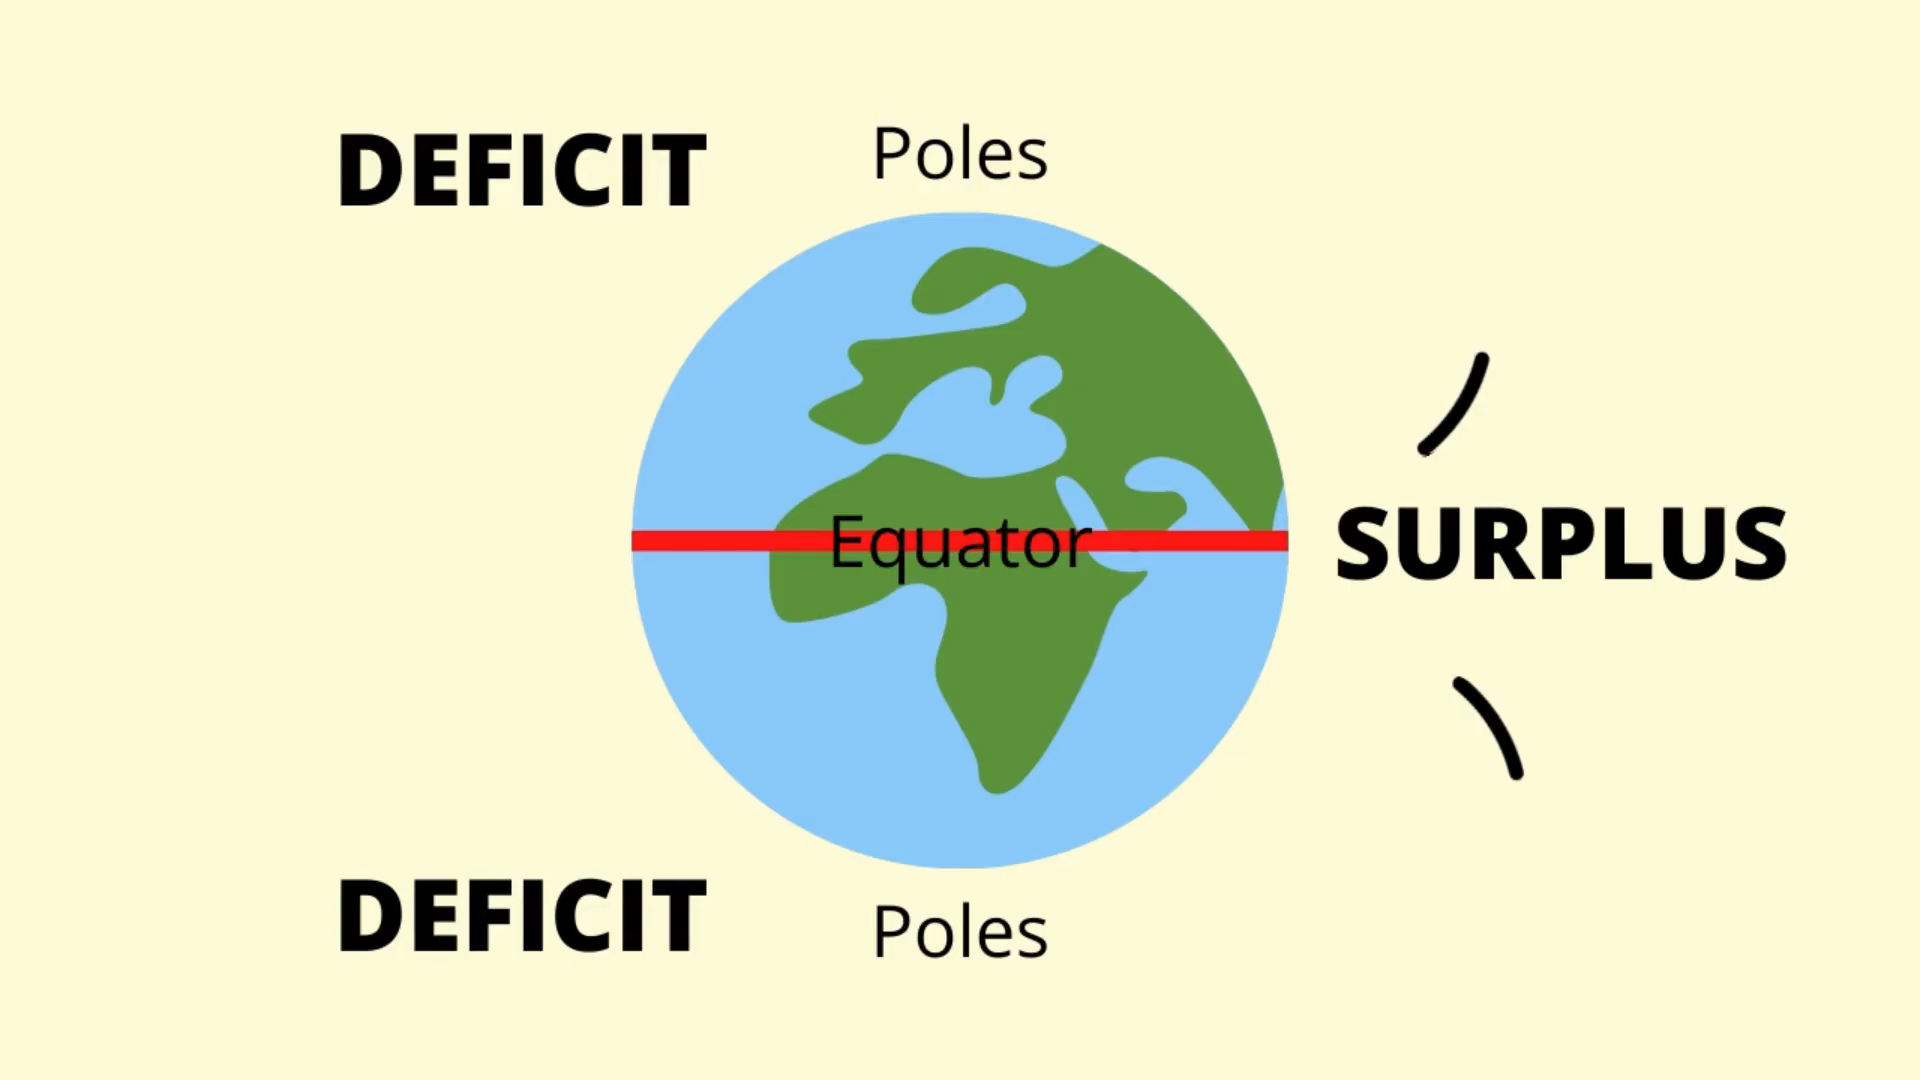 DEFICIT
Poles
Equator
SURPLUS
DEFICIT
Poles